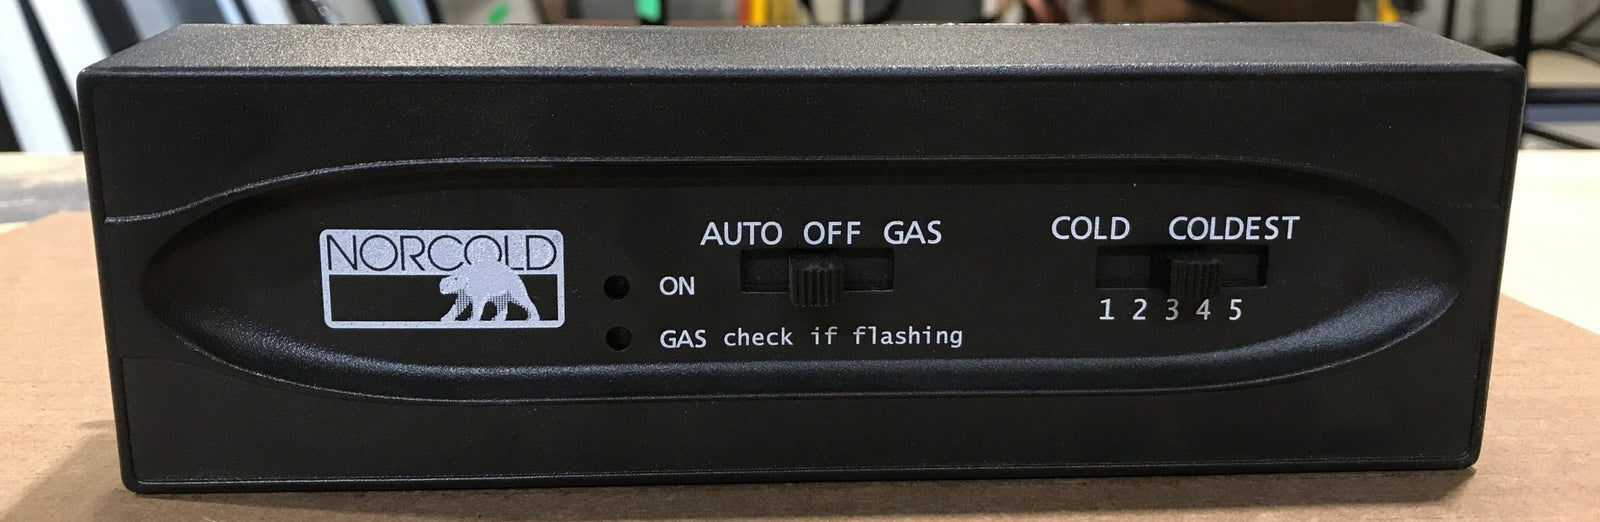 NORCOLD
AUTO OFF GAS
ON
GAS check if flashing
COLD COLDEST
1 2 3 4 5